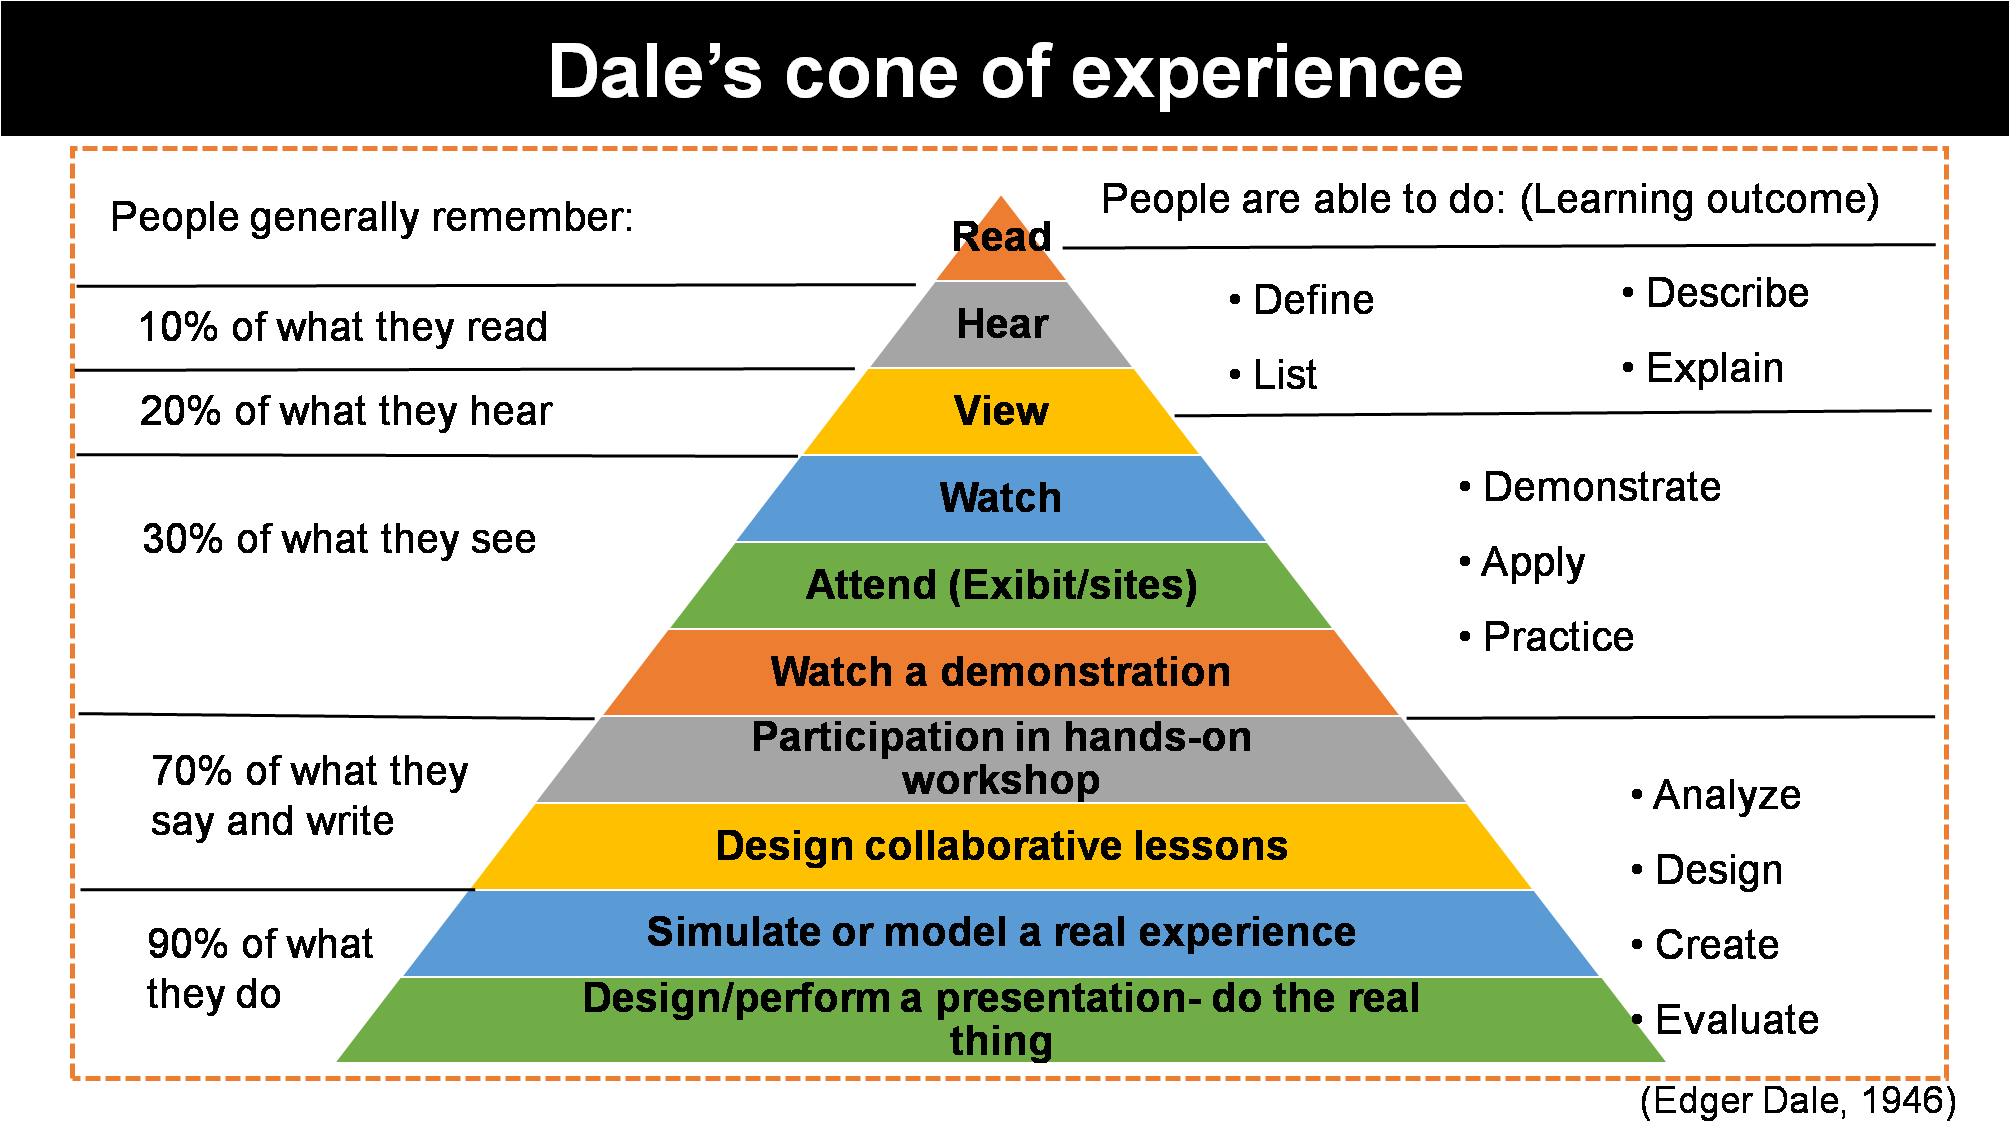 Dale's cone of experience
People generally remember:
10% of what they read
20% of what they hear
30% of what they see
70% of what they
say and write
90% of what
they do
Read
Hear
View
Watch
Attend (Exibit/sites)
Watch a demonstration
Participation in hands-on
workshop
Design collaborative lessons
Simulate or model a real experience
Design/perform a presentation- do the real
thing
People are able to do: (Learning outcome)
• Define
• List
• Describe
• Explain
• Demonstrate
• Apply
• Practice
• Analyze
• Design
• Create
• Evaluate
(Edger Dale, 1946)